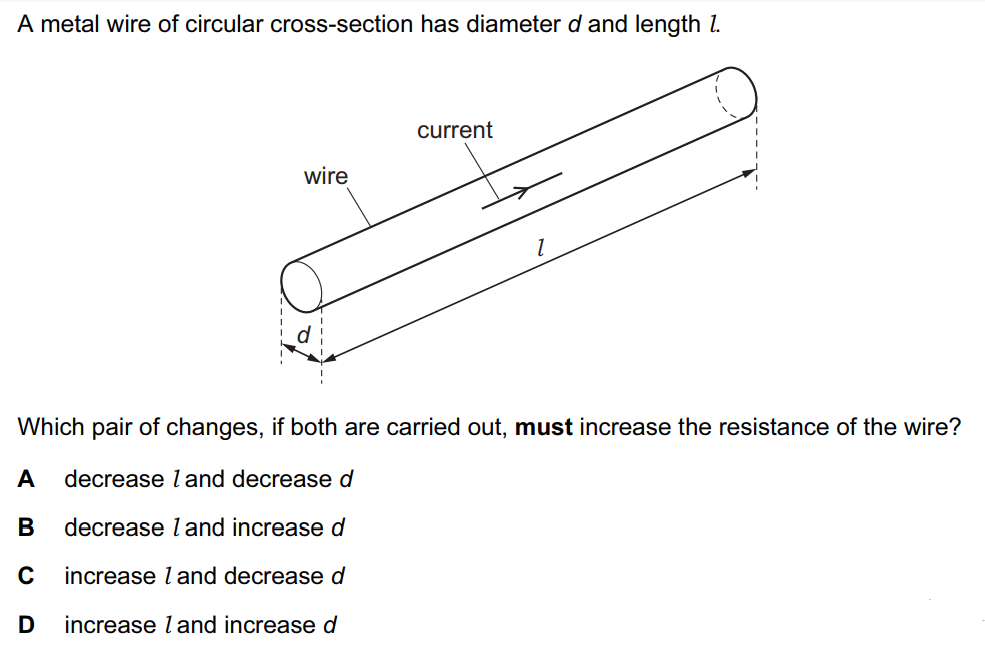 A metal wire of circular cross-section has diameter d and length l.
current
wire
l
d
Which pair of changes, if both are carried out, must increase the resistance of the wire?
A decrease l and decrease d
B decrease l and increase d
C increase l and decrease d
D increase l and increase d